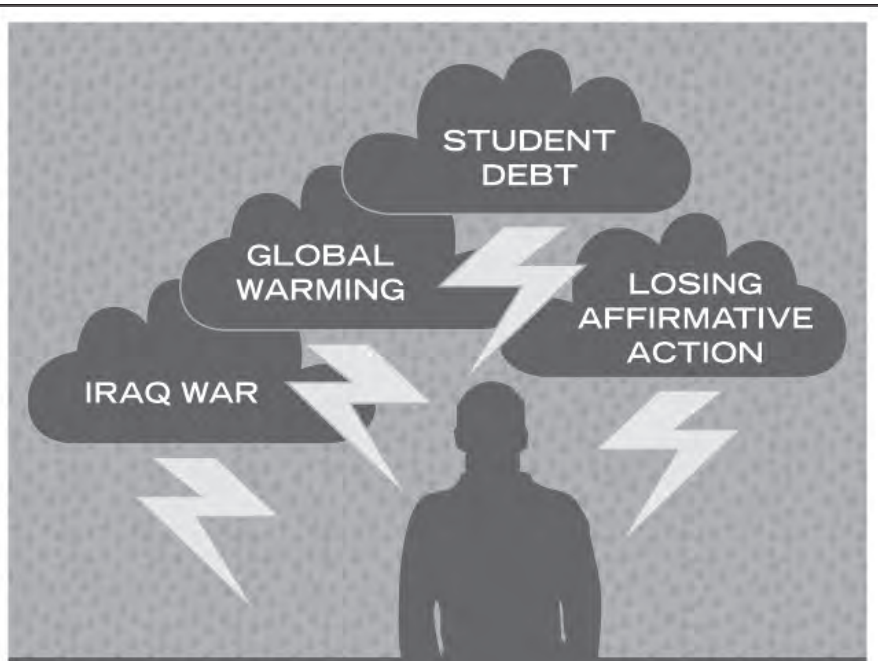 STUDENT
DEBT
GLOBAL
WARMING
LOSING
AFFIRMATIVE
ACTION
IRAQ WAR